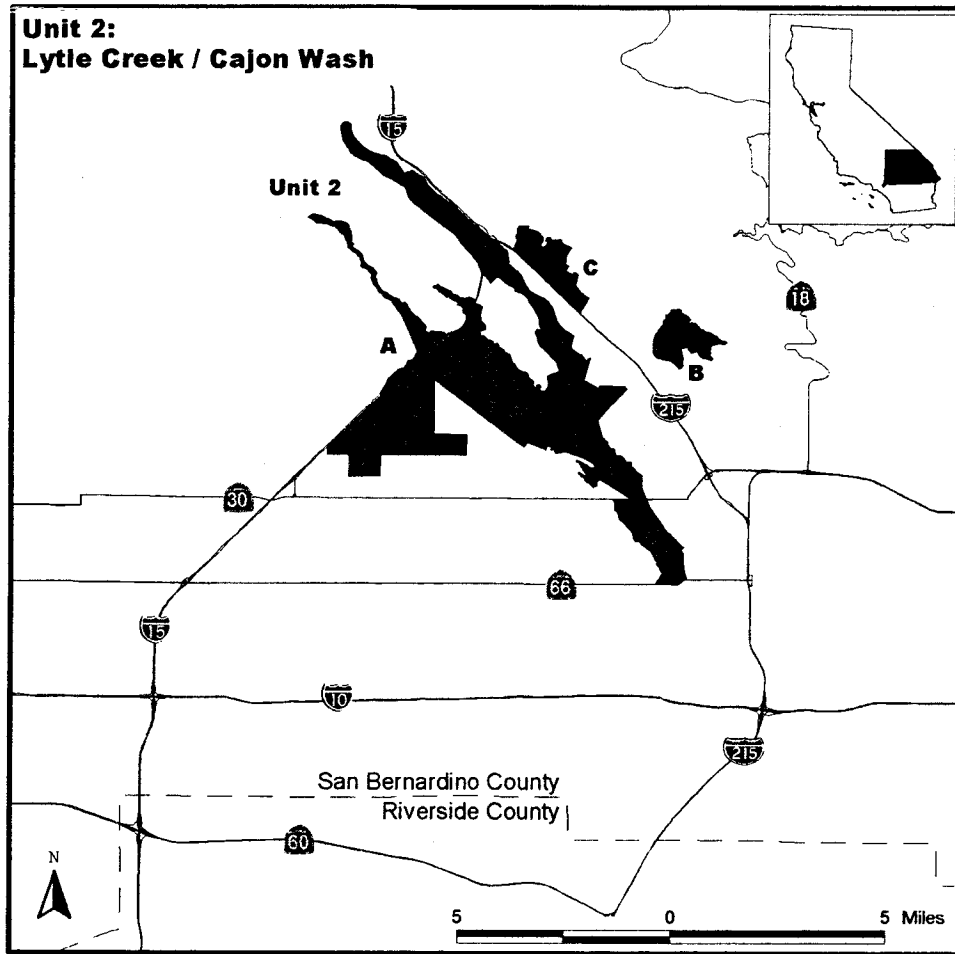 Unit 2:
Lytle Creek / Cajon Wash
15
Unit 2
C
18
A
B
215
30
66
15
10
215
San Bernardino County
Riverside County
60
N
5 0 5 Miles